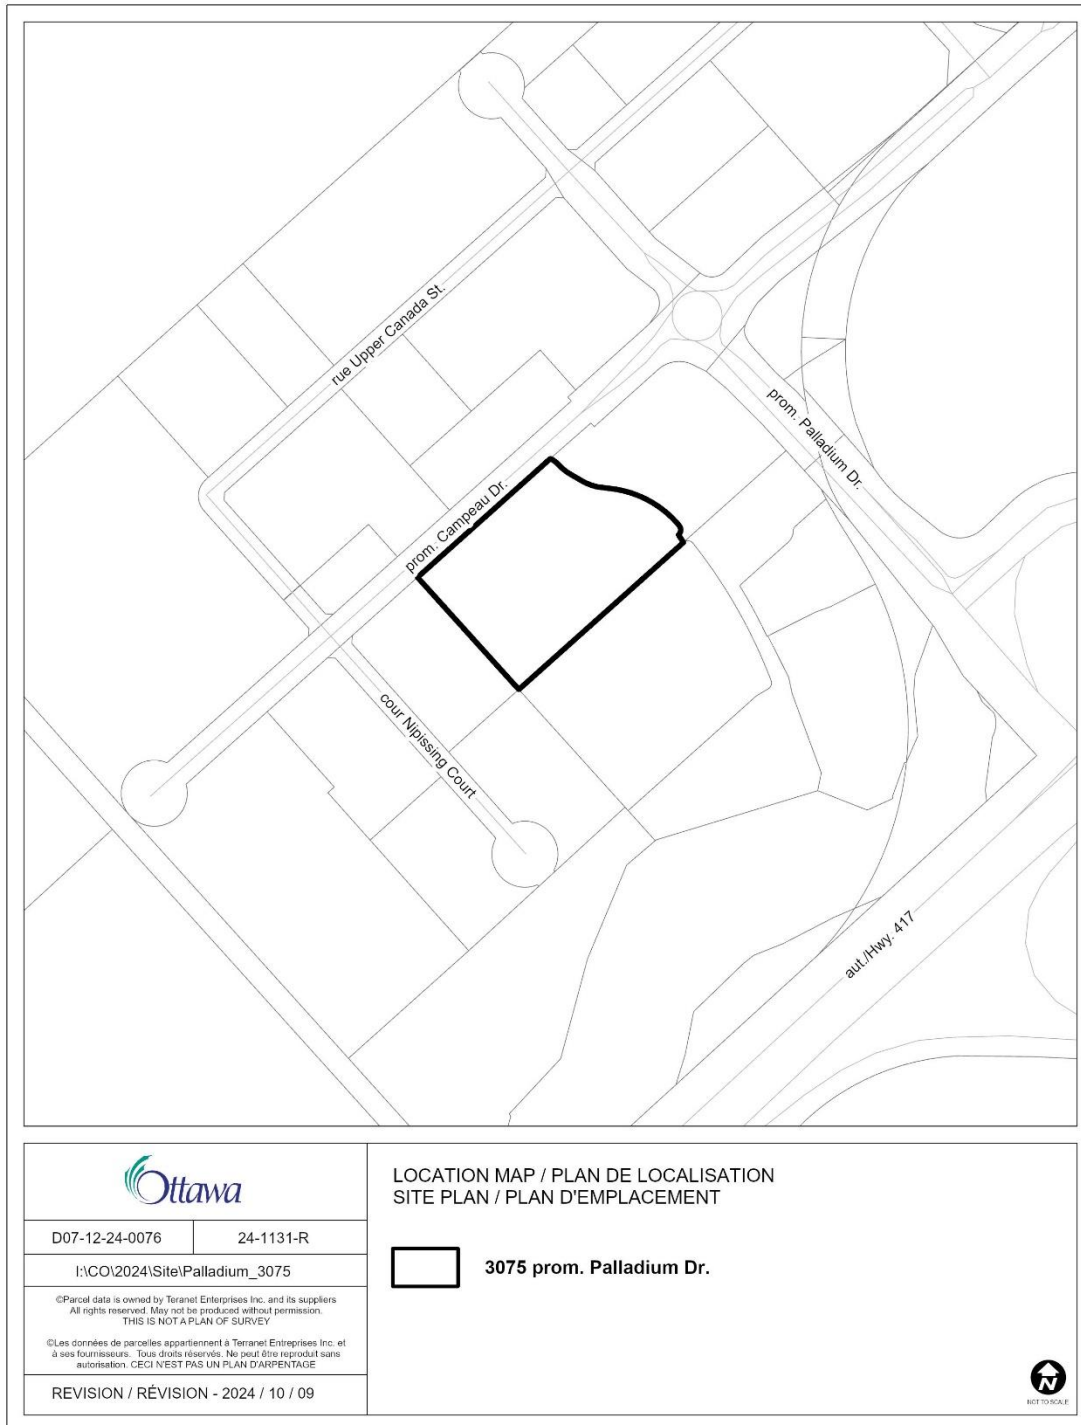 rue Upper Canada St.
prom. Palladium Dr.
prom. Campeau Dr.
cour Nipissing Court
aut./Hwy. 417
Ottawa
D07-12-24-0076
24-1131-R
I:\CO\2024\Site\Palladium_3075
©Parcel data is owned by Teranet Enterprises Inc. and its suppliers
All rights reserved. May not be produced without permission.
THIS IS NOT A PLAN OF SURVEY
©Les données de parcelles appartiennent à Terranet Entreprises Inc. et
à ses fournisseurs. Tous droits réservés. Ne peut être reproduit sans
autorisation. CECI N'EST PAS UN PLAN D'ARPENTAGE
REVISION / RÉVISION - 2024 / 10 / 09
LOCATION MAP / PLAN DE LOCALISATION
SITE PLAN / PLAN D'EMPLACEMENT
3075 prom. Palladium Dr.
N
NOT TO SCALE